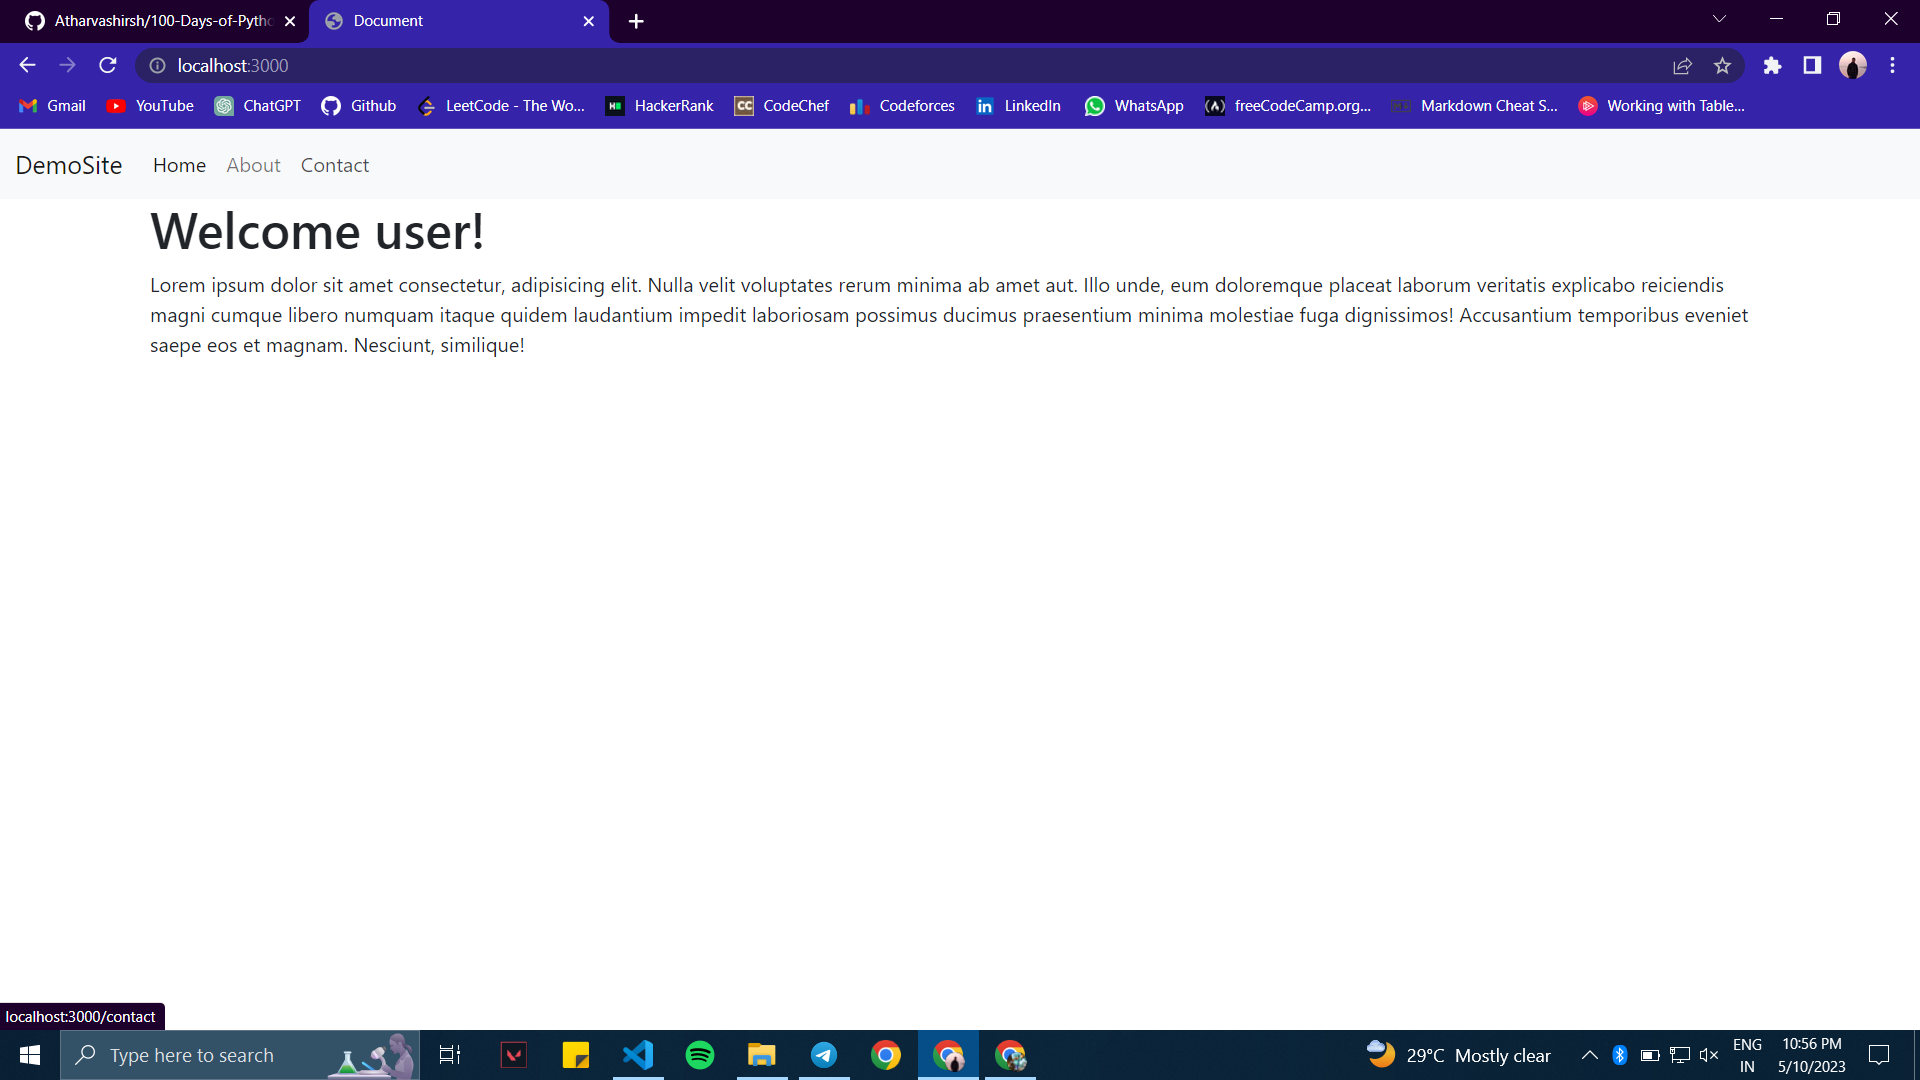 Atharvashirsh/100-Days-of-Pytho
Document
localhost:3000
Gmail YouTube ChatGPT Github LeetCode - The Wo... HackerRank CodeChef Codeforces LinkedIn WhatsApp freeCodeCamp.org... Markdown Cheat S... Working with Table...
DemoSite Home About Contact
Welcome user!
Lorem ipsum dolor sit amet consectetur, adipisicing elit. Nulla velit voluptates rerum minima ab amet aut. Illo unde, eum doloremque placeat laborum veritatis explicabo reiciendis
magni cumque libero numquam itaque quidem laudantium impedit laboriosam possimus ducimus praesentium minima molestiae fuga dignissimos! Accusantium temporibus eveniet
saepe eos et magnam. Nesciunt, similique!
localhost:3000/contact
Type here to search
29°C Mostly clear
ENG
IN
10:56 PM
5/10/2023